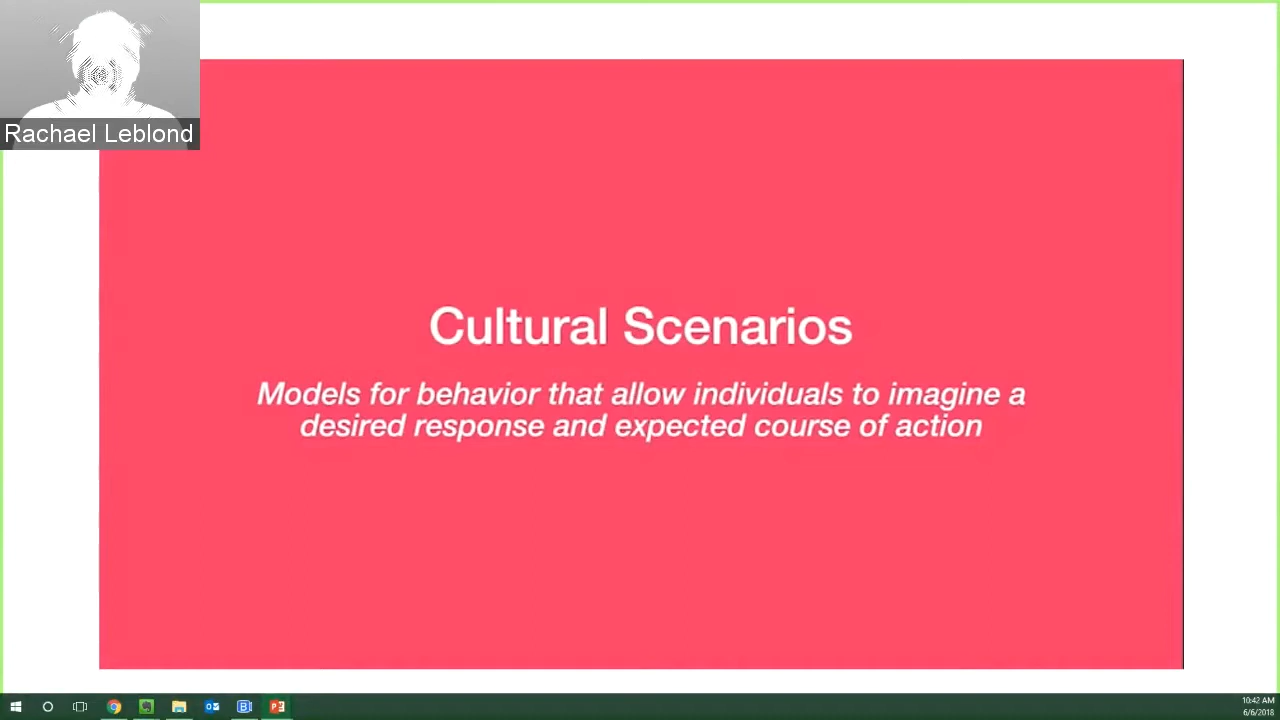 Rachael Leblond
Cultural Scenarios
Models for behavior that allow individuals to imagine a
desired response and expected course of action
10:42 AM
6/6/2018